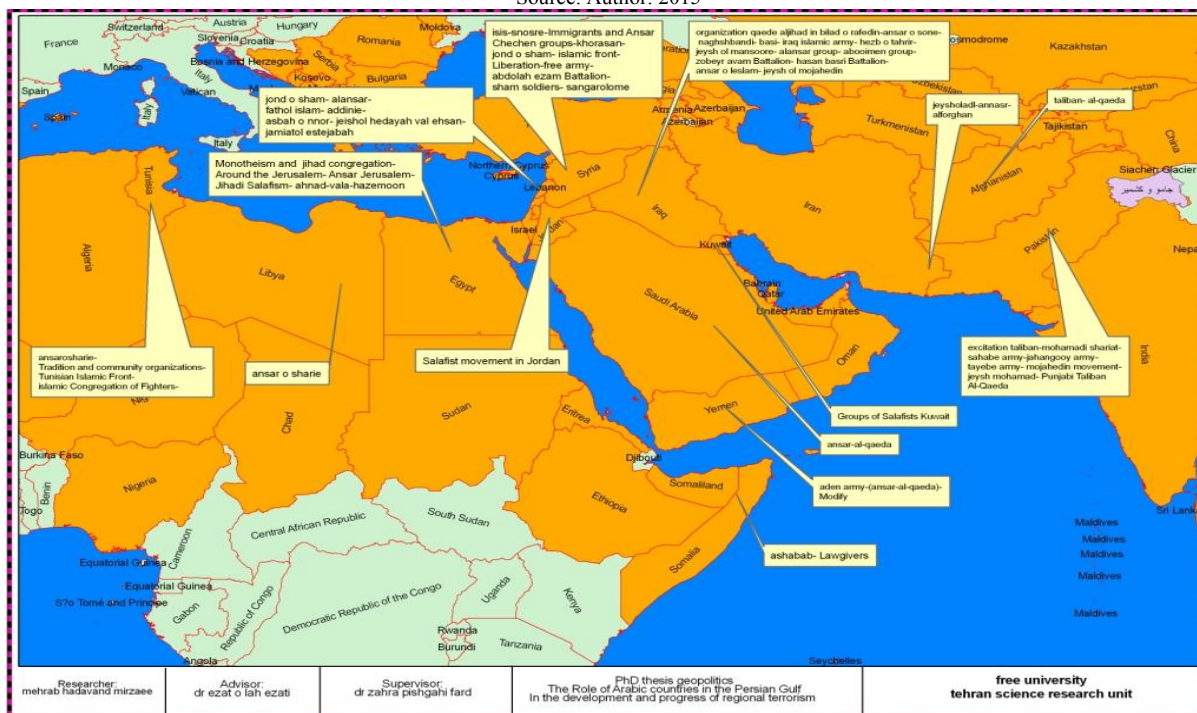 Source: Author: 2015
France
Switzerland
Austria
Hungary
Slovenia
Croatia
Romania
Moldova
Monaco
Italy
Bosnia and Herzegovina
Kosovo
Bulgaria
Vatican
Italy
Spain
Spain
Italy
Italy
isis-snosre-Immigrants and Ansar
Chechen groups-khorasan-
jond o sham- islamic front-
Liberation-free army-
abdolah ezam Battalion-
sham soldiers- sangarolome
organization qaede aljihad in bilad o rafedin-ansar o sone-
naghshbandi- basi- iraq islamic army- hezb o tahrir-
jeysh ol mansoore- alansar group- abooimen group-
zobeyr avam Battalion- hasan basri Battalion-
ansar o leslam- jeysh ol mojahedin
Kazakhstan
Armenia
Azerbaijan
Azerbaijan
Turkmenistan
Tajikistan
China
jond o sham- alansar-
fathol islam- addinie-
asbah o nnor- jeishol hedayah val ehsan-
jamiatol estejabah
jeysholadl-annasr-
alforghan
taliban- al-qaeda
Siachen Glacier
جامو و کشمیر
Monotheism and jihad congregation-
Around the Jerusalem- Ansar Jerusalem-
Jihadi Salafism- ahnad-vala-hazemoon
Northern Cyprus
Cyprus
Lebanon
Syria
Israel
Jordan
Iraq
Iran
Afghanistan
Pakistan
Nepal
India
Tunisia
Algeria
Libya
Egypt
Kuwait
Bahrain
Qatar
United Arab Emirates
Saudi Arabia
Oman
Yemen
ansarosharie-
Tradition and community organizations-
Tunisian Islamic Front-
islamic Congregation of Fighters-
ansar o sharie
Salafist movement in Jordan
excitation taliban-mohamadi shariat-
sahabe army-jahangooy army-
tayebe army- mojahedin movement-
jeysh mohamad- Punjabi Taliban
Al-Qaeda
Groups of Salafists Kuwait
ansar-al-qaeda
aden army-(ansar-al-qaeda)-
Modify
ashabab- Lawgivers
Chad
Sudan
Eritrea
Djibouti
Somaliland
Ethiopia
Somalia
Burkina Faso
Benin
Togo
Nigeria
Cameroon
Central African Republic
South Sudan
Equatorial Guinea
Equatorial Guinea
S?o Tomé and Principe
Gabon
Republic of Congo
Democratic Republic of the Congo
Uganda
Kenya
Rwanda
Burundi
Tanzania
Angola
Sri Lanka
Maldives
Maldives
Maldives
Maldives
Maldives
Seychelles
Researcher:
mehrab hadavand mirzaee
Advisor:
dr ezat o lah ezati
Supervisor:
dr zahra pishgahi fard
PhD thesis geopolitics
The Role of Arabic countries in the Persian Gulf
In the development and progress of regional terrorism
free university
tehran science research unit